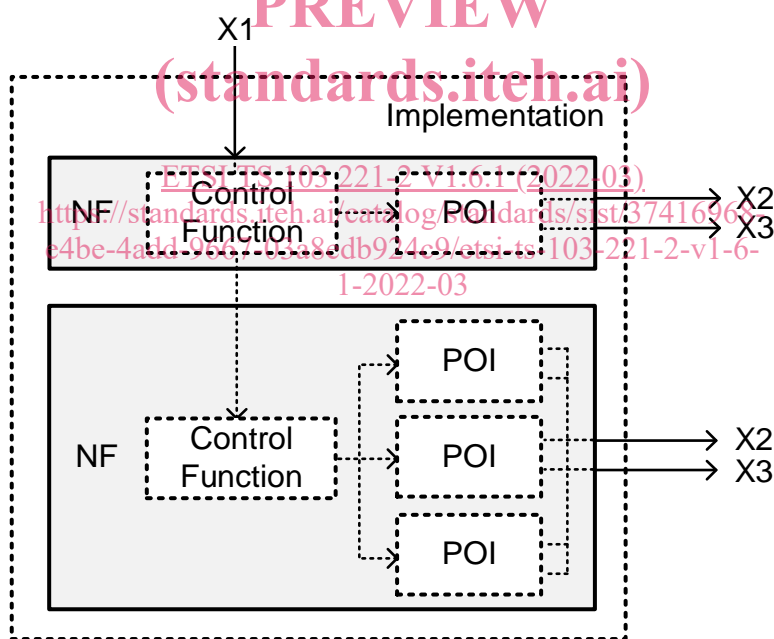 PREVIEW
X1
(standards.iteh.ai)
Implementation
ETSI TS 103 221-2 V1.6.1 (2022-03)
https://standards.iteh.ai/catalog/standards/sist/37416968-
e4be-4add-9667-03a8edb924c9/etsi-ts-103-221-2-v1-6-
1-2022-03
NF
Control
Function
POI
X2
X3
POI
NF
Control
Function
POI
X2
X3
POI